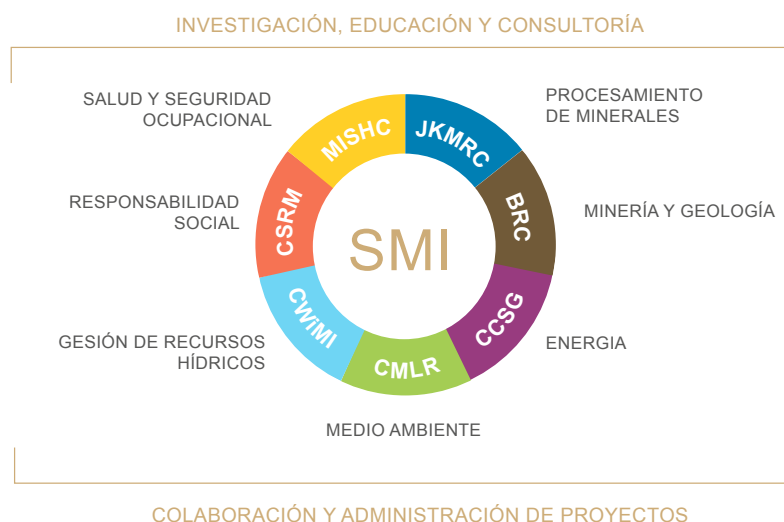 INVESTIGACIÓN, EDUCACIÓN Y CONSULTORÍA
SALUD Y SEGURIDAD
OCUPACIONAL
PROCESAMIENTO
DE MINERALES
MISHC
JKMRC
RESPONSABILIDAD
SOCIAL
CSRM
BRC
MINERÍA Y GEOLOGÍA
SMI
CWiMI
CCSG
GESIÓN DE RECURSOS
HÍDRICOS
ENERGIA
CMLR
MEDIO AMBIENTE
COLABORACIÓN Y ADMINISTRACIÓN DE PROYECTOS